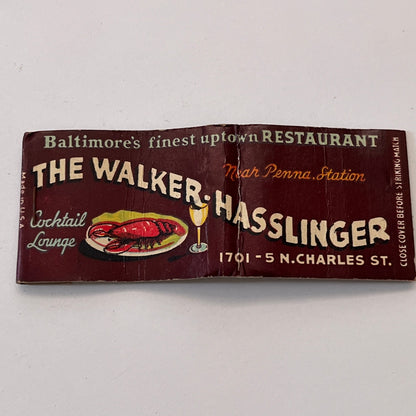 Baltimore's finest uptown RESTAURANT
THE WALKER-HASSLINGER
Near Penna. Station
Cocktail
Lounge
1701-5 N. CHARLES ST.
MADE IN U.S.A.
CLOSE COVER BEFORE STRIKING MATCH